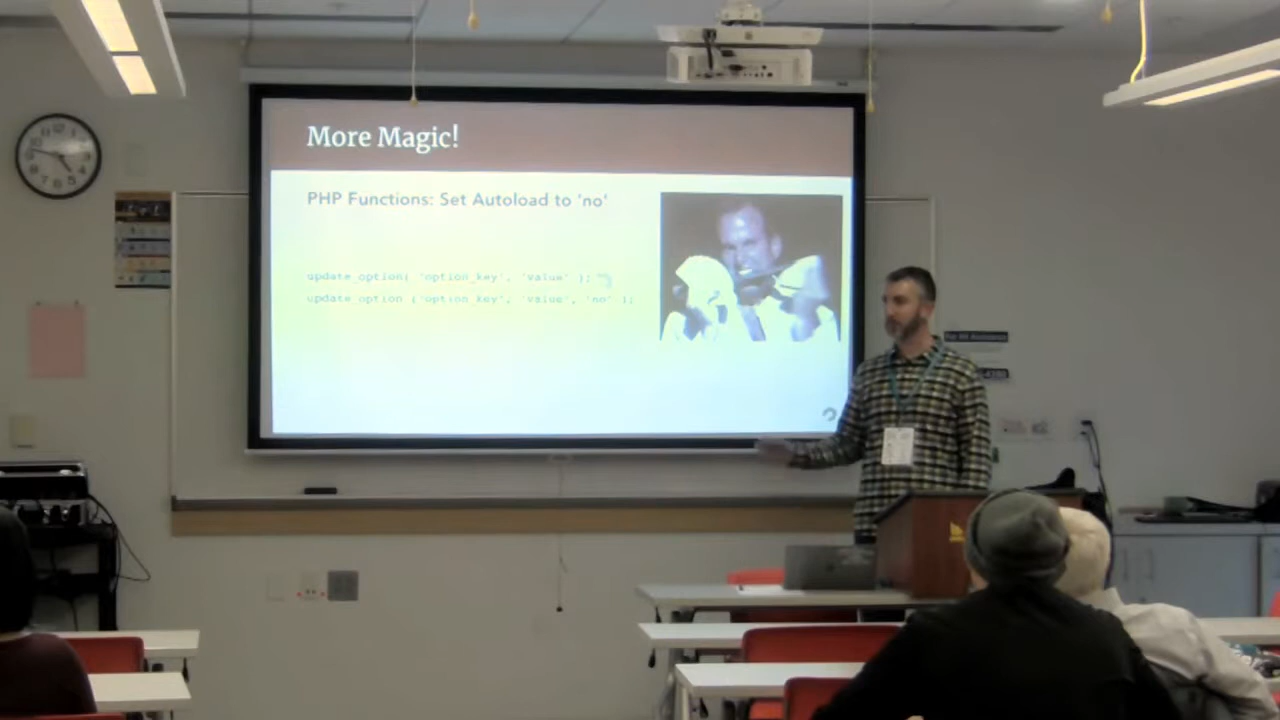 More Magic!
PHP Functions: Set Autoload to 'no'
update_option( 'option_key', 'value' );
update_option ('option_key', 'value', 'no' );